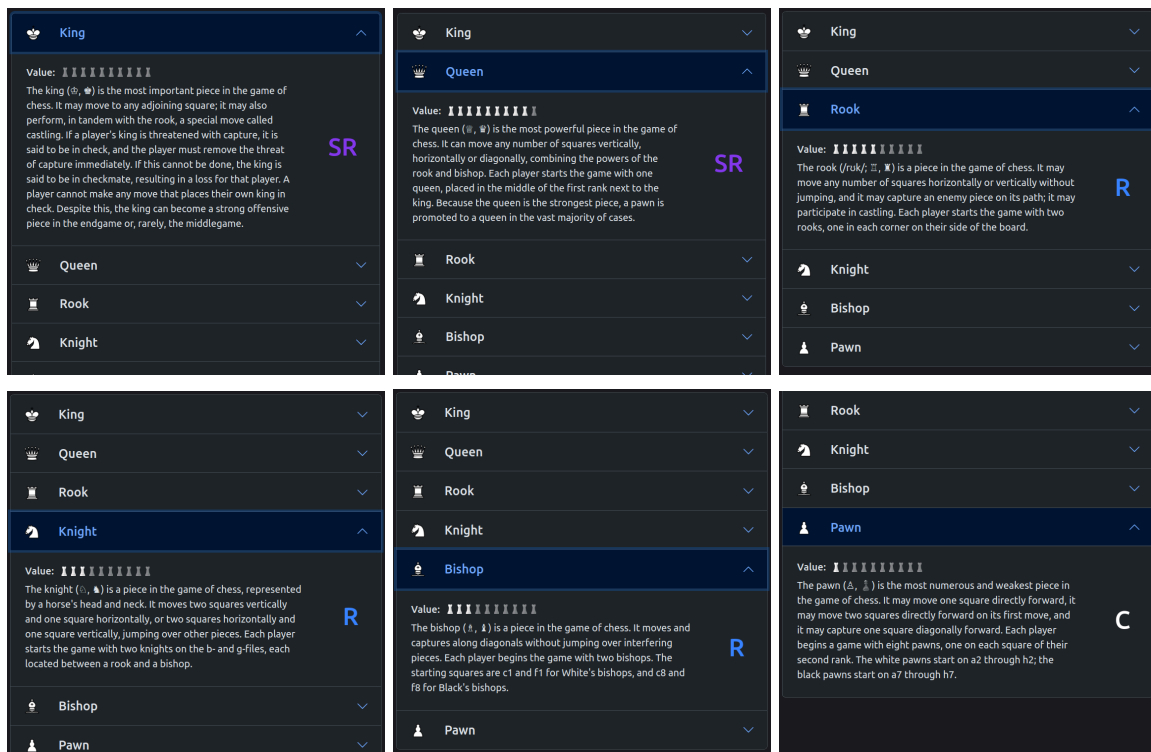 King
Value:
The king (♔, ♚) is the most important piece in the game of
chess. It may move to any adjoining square; it may also
perform, in tandem with the rook, a special move called
castling. If a player's king is threatened with capture, it is
said to be in check, and the player must remove the threat
of capture immediately. If this cannot be done, the king is
said to be in checkmate, resulting in a loss for that player. A
player cannot make any move that places their own king in
check. Despite this, the king can become a strong offensive
piece in the endgame or, rarely, the middlegame.
SR
Queen
Rook
Knight
King
Queen
Value:
The queen (♕, ♛) is the most powerful piece in the game of
chess. It can move any number of squares vertically,
horizontally or diagonally, combining the powers of the
rook and bishop. Each player starts the game with one
queen, placed in the middle of the first rank next to the
king. Because the queen is the strongest piece, a pawn is
promoted to a queen in the vast majority of cases.
SR
Rook
Knight
Bishop
Pawn
King
Queen
Rook
Value:
The rook (/ruk/; ♖, ♜) is a piece in the game of chess. It may
move any number of squares horizontally or vertically without
jumping, and it may capture an enemy piece on its path; it may
participate in castling. Each player starts the game with two
rooks, one in each corner on their side of the board.
R
Knight
Bishop
Pawn
King
Queen
Rook
Knight
Value:
The knight (♘, ♞) is a piece in the game of chess, represented
by a horse's head and neck. It moves two squares vertically
and one square horizontally, or two squares horizontally and
one square vertically, jumping over other pieces. Each player
starts the game with two knights on the b- and g-files, each
located between a rook and a bishop.
R
Bishop
Pawn
King
Queen
Rook
Knight
Bishop
Value:
The bishop (♗, ♝) is a piece in the game of chess. It moves and
captures along diagonals without jumping over interfering
pieces. Each player begins the game with two bishops. The
starting squares are c1 and f1 for White's bishops, and c8 and
f8 for Black's bishops.
R
Pawn
Rook
Knight
Bishop
Pawn
Value:
The pawn (♙, ♟) is the most numerous and weakest piece in
the game of chess. It may move one square directly forward, it
may move two squares directly forward on its first move, and
it may capture one square diagonally forward. Each player
begins a game with eight pawns, one on each square of their
second rank. The white pawns start on a2 through h2; the
black pawns start on a7 through h7.
C